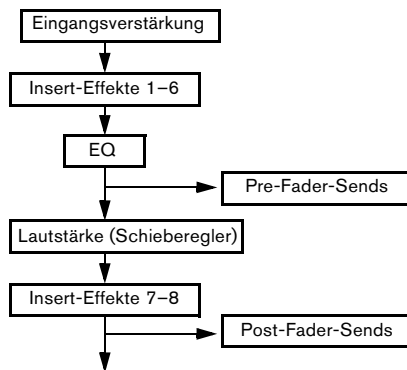 Eingangsverstärkung
Insert-Effekte 1–6
EQ
Pre-Fader-Sends
Lautstärke (Schieberegler)
Insert-Effekte 7–8
Post-Fader-Sends